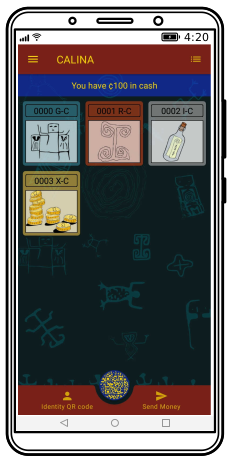 4:20
CALINA
You have ¢100 in cash
0000 G-C
0001 R-C
0002 I-C
0003 X-C
Identity QR code
Send Money